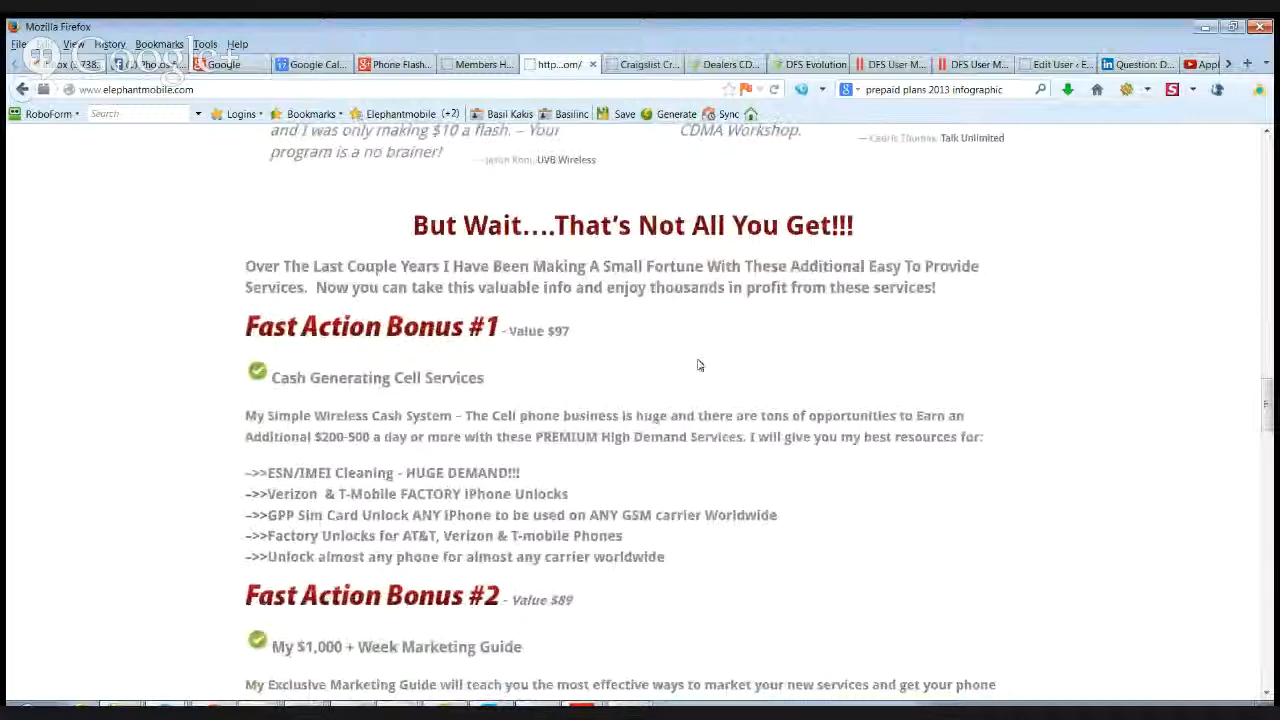 Mozilla Firefox
File View History Bookmarks Tools Help
Google+
Google Google Cal... Phone Flash... Members H... http...om/ Craigslist Cr... Dealers CD... DFS Evolution DFS User M... DFS User M... Edit User ‹ E... Question: D... Appl
www.elephantmobile.com prepaid plans 2013 infographic
RoboForm Search Logins Bookmarks Elephantmobile (+2) Basil Kakis Basilinc Save Generate Sync
and I was only making $10 a flash. – Your
program is a no brainer!
UVB Wireless
CDMA Workshop.
Talk Unlimited
But Wait….That’s Not All You Get!!!
Over The Last Couple Years I Have Been Making A Small Fortune With These Additional Easy To Provide
Services. Now you can take this valuable info and enjoy thousands in profit from these services!
Fast Action Bonus #1 - Value $97
Cash Generating Cell Services
My Simple Wireless Cash System – The Cell phone business is huge and there are tons of opportunities to Earn an
Additional $200-500 a day or more with these PREMIUM High Demand Services. I will give you my best resources for:
–>>ESN/IMEI Cleaning - HUGE DEMAND!!!
–>>Verizon & T-Mobile FACTORY iPhone Unlocks
–>>GPP Sim Card Unlock ANY iPhone to be used on ANY GSM carrier Worldwide
–>>Factory Unlocks for AT&T, Verizon & T-mobile Phones
–>>Unlock almost any phone for almost any carrier worldwide
Fast Action Bonus #2 - Value $89
My $1,000 + Week Marketing Guide
My Exclusive Marketing Guide will teach you the most effective ways to market your new services and get your phone